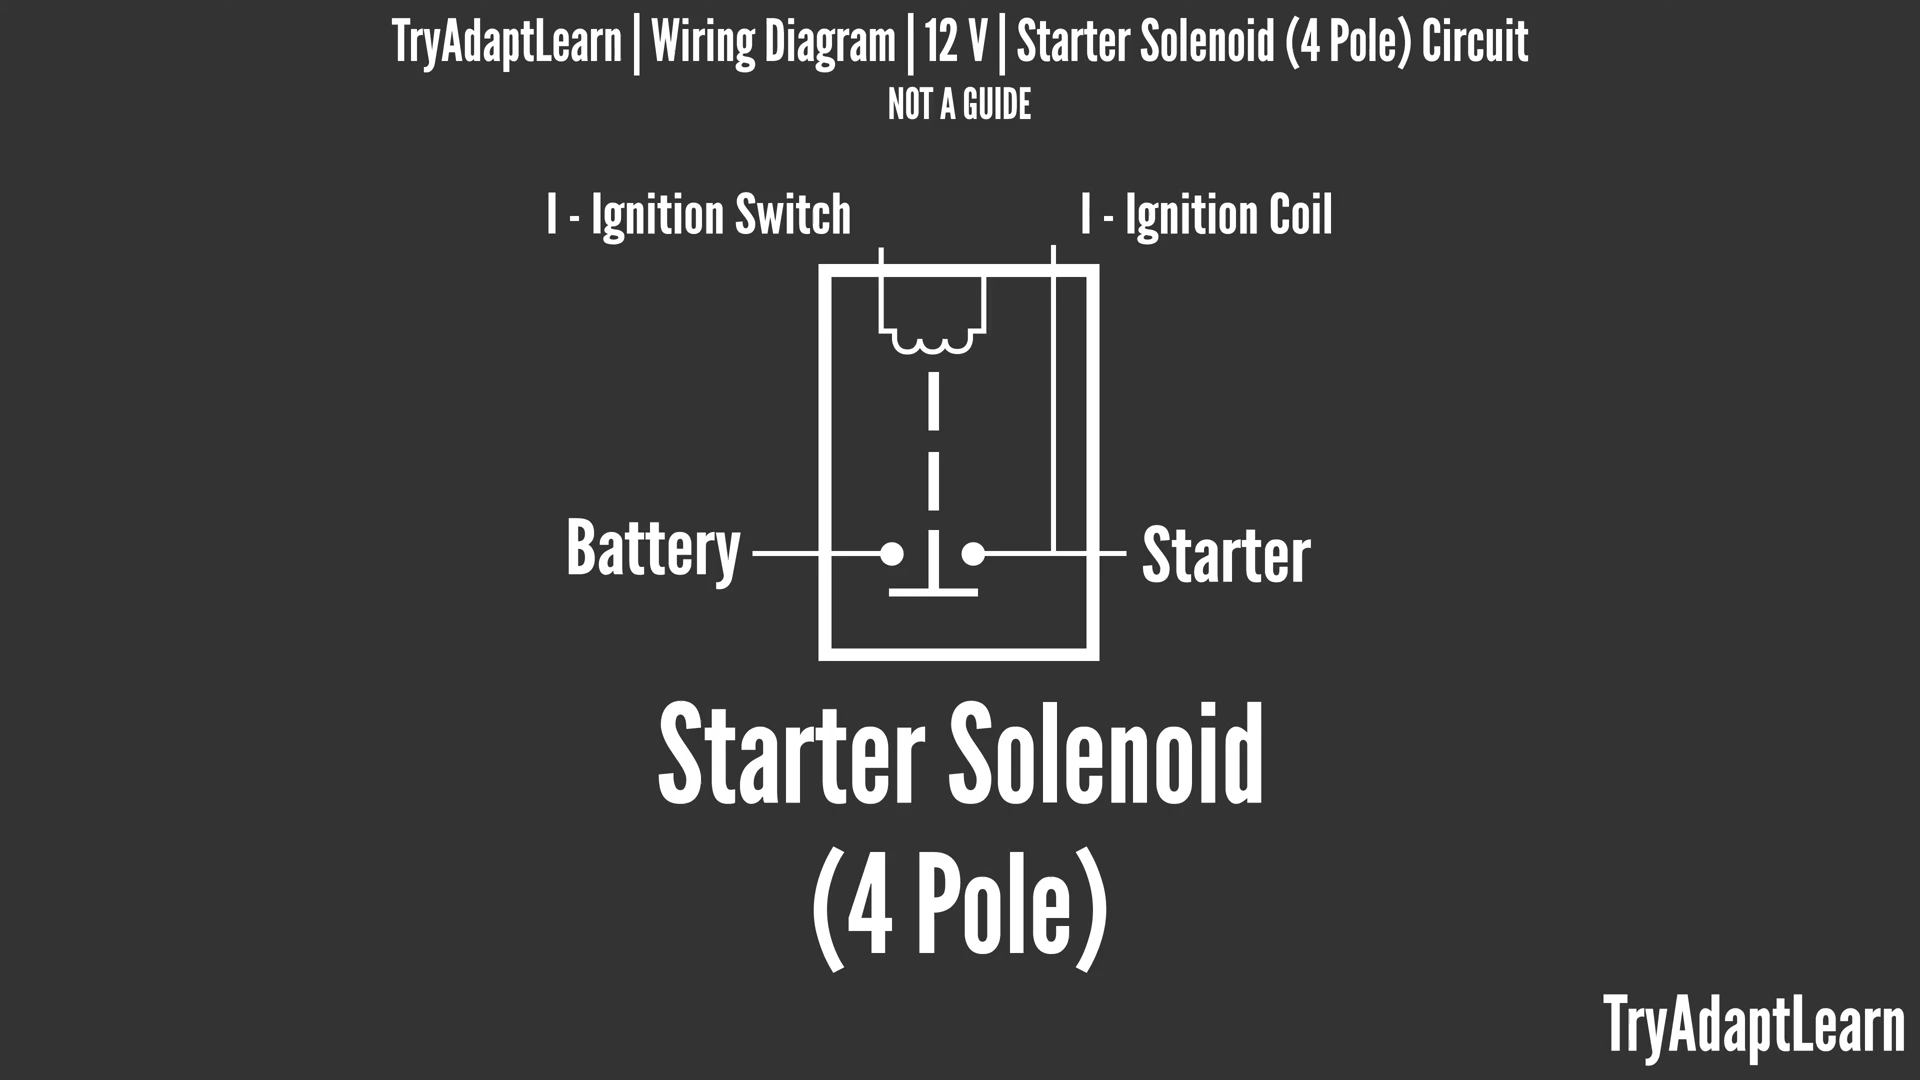 TryAdaptLearn | Wiring Diagram | 12 V | Starter Solenoid (4 Pole) Circuit
NOT A GUIDE
I - Ignition Switch
I - Ignition Coil
Battery
Starter
Starter Solenoid
(4 Pole)
TryAdaptLearn